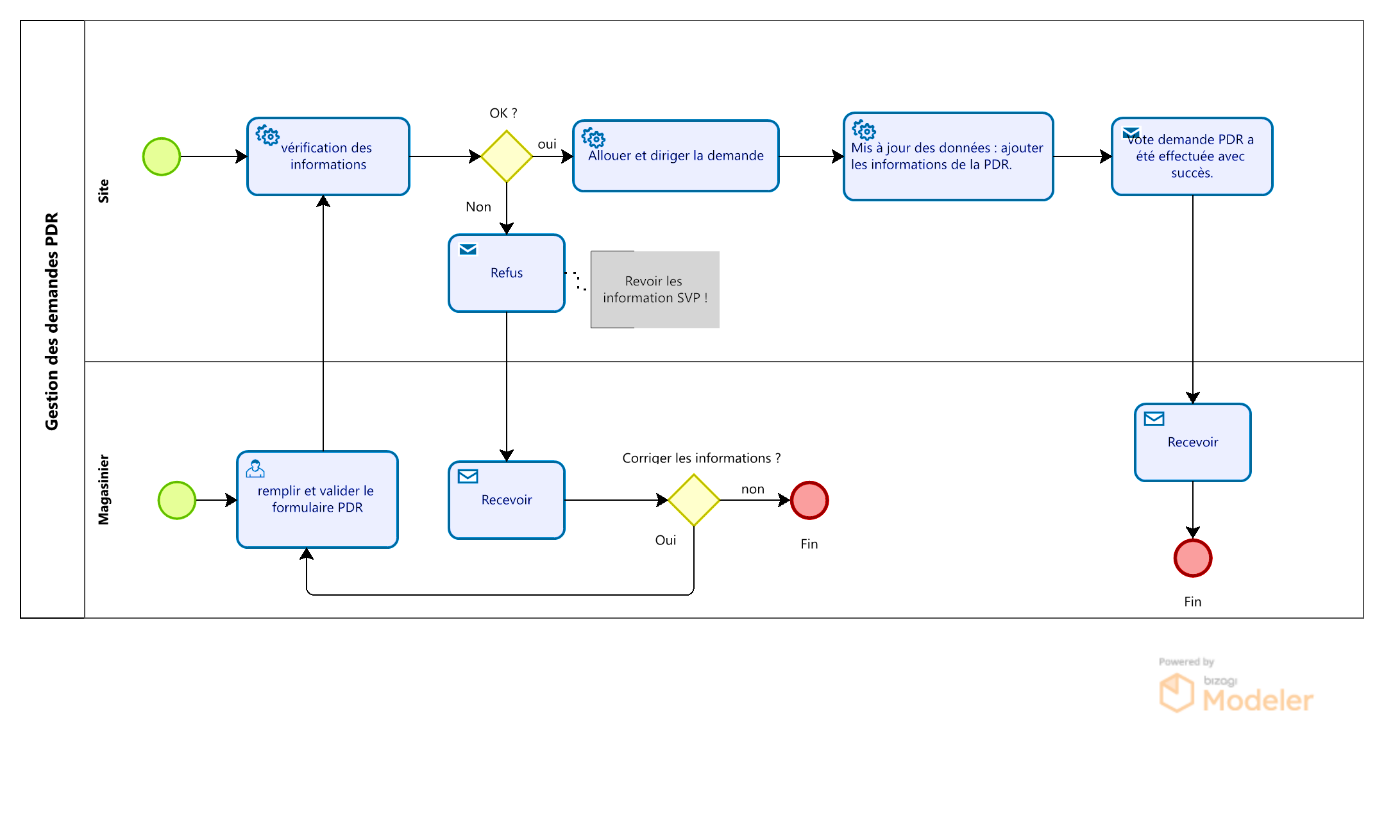 Gestion des demandes PDR
Site
vérification des
informations
OK ?
oui
Non
Allouer et diriger la demande
Mis à jour des données : ajouter
les informations de la PDR.
Vote demande PDR a
été effectuée avec
succès.
Refus
Revoir les
information SVP !
Magasinier
remplir et valider le
formulaire PDR
Recevoir
Corriger les informations ?
non
Oui
Fin
Recevoir
Fin
Powered by
bizagi
Modeler